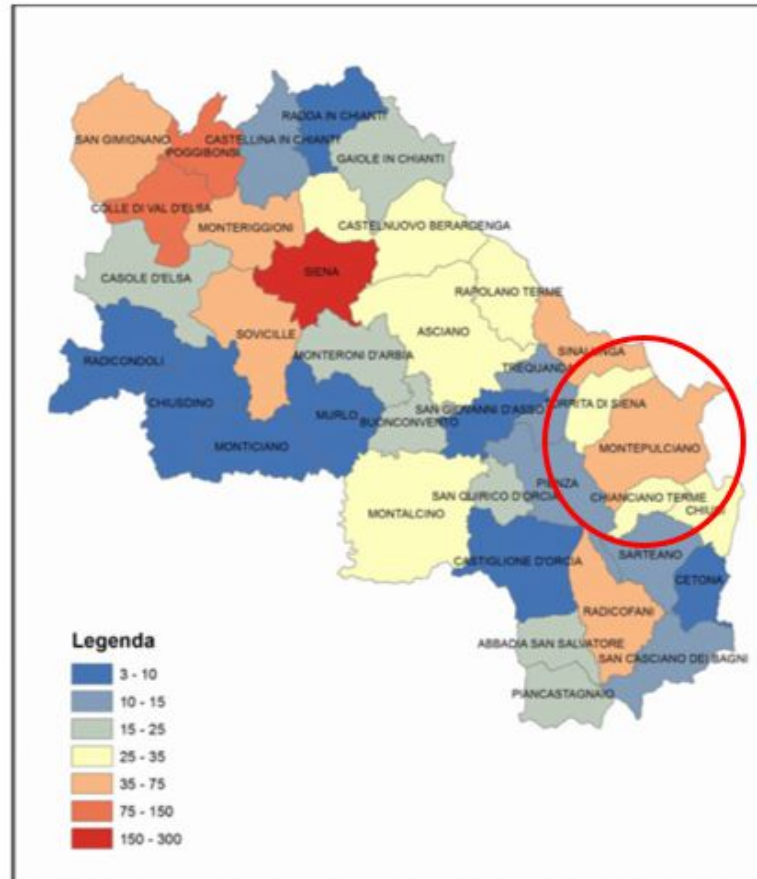 RADDA IN CHIANTI
SAN GIMIGNANO
CASTELLINA IN CHIANTI
POGGIBONSI
GAIOLE IN CHIANTI
COLLE DI VAL D'ELSA
MONTERIGGIONI
CASTELNUOVO BERARDENGA
CASOLE D'ELSA
SIENA
RAPOLANO TERME
ASCIANO
SOVICILLE
SINALUNGA
RADICONDOLI
MONTERONI D'ARBIA
TREQUANDA
CHIUSDINO
MURLO
SAN GIOVANNI D'ASSO
TORRITA DI SIENA
BUONCONVENTO
MONTICIANO
MONTEPULCIANO
PIENZA
SAN QUIRICO D'ORCIA
CHIANCIANO TERME
MONTALCINO
CHIUSI
CASTIGLIONE D'ORCIA
SARTEANO
CETONA
RADICOFANI
ABBADIA SAN SALVATORE
SAN CASCIANO DEI BAGNI
PIANCASTAGNAIO
Legenda
3 - 10
10 - 15
15 - 25
25 - 35
35 - 75
75 - 150
150 - 300